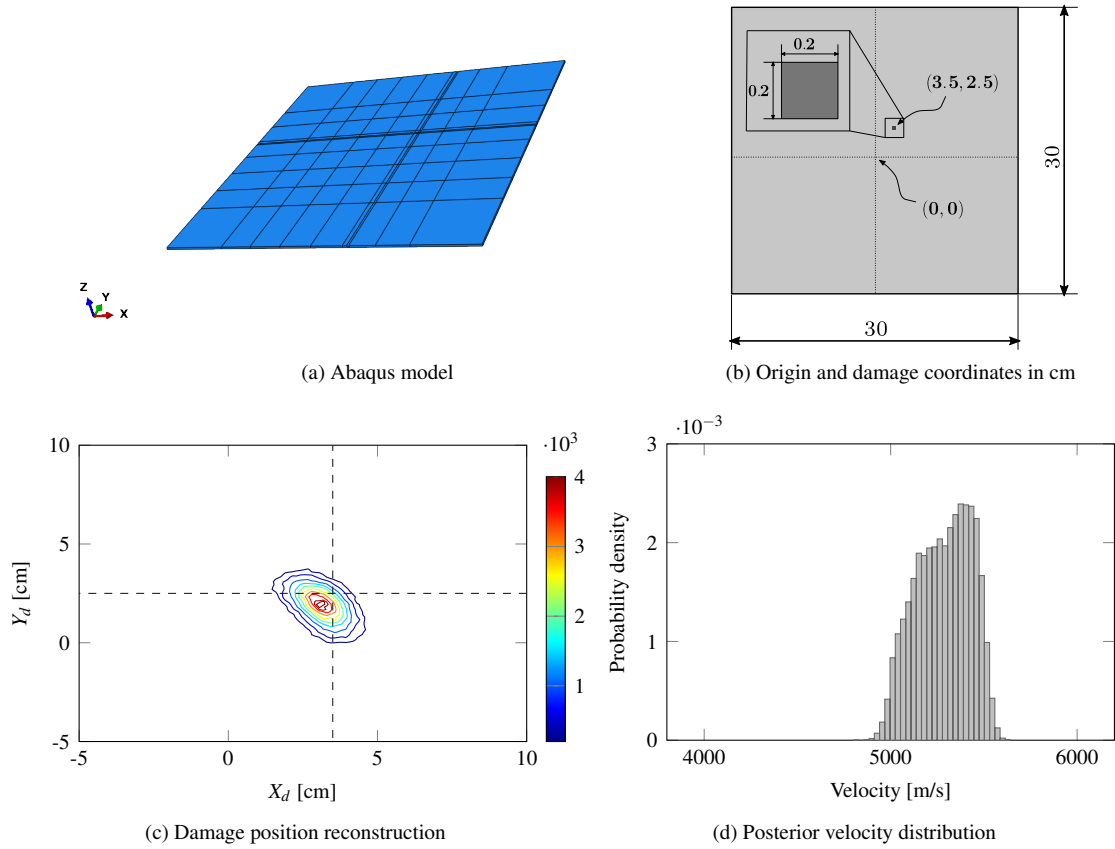 Z
Y
X
(a) Abaqus model
0.2
0.2
(3.5, 2.5)
(0, 0)
30
30
(b) Origin and damage coordinates in cm
·10³
10
5
0
-5
-5
0
5
10
Y_d [cm]
X_d [cm]
4
3
2
1
(c) Damage position reconstruction
·10⁻³
3
2
1
0
4000
5000
6000
Probability density
Velocity [m/s]
(d) Posterior velocity distribution